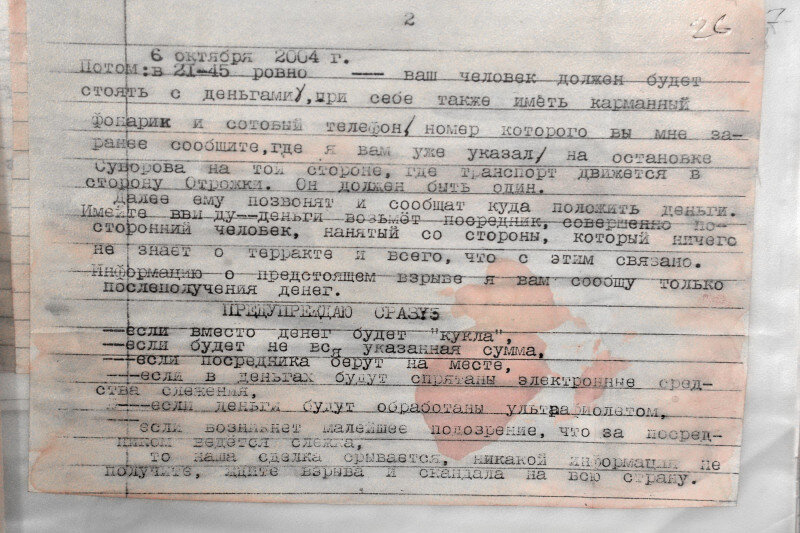 2
26
7
6 октября 2004 г.
Потом:в 21-45 ровно --- ваш человек должен будет
стоять с деньгами/,при себе также иметь карманный
фонарик и сотовый телефон/ номер которого вы мне за-
ранее сообщите,где я вам уже указал/ на остановке
Суворова на той стороне, где транспорт движется в
сторону Отрожки. Он должен быть один.
Далее ему позвонят и сообщат куда положить деньги.
Имейте вви ду--деньги возьмёт посредник, совершенно по-
сторонний человек, нанятый со стороны, который ничего
не знает о терракте и всего, что с этим связано.
Информацию о предстоящем взрыве я вам сообщу только
послеполучения денег.
ПРЕДУПРЕЖДАЮ СРАЗУ:
---если вместо денег будет "кукла",
---если будет не вся указанная сумма,
---если посредника берут на месте,
---если в деньгах будут спрятаны электронные сред-
ства слежения,
---если деньги будут обработаны ультрафиолетом,
если возникнет малейшее подозрение, что за посред-
ником ведётся слежка,
то наша сделка срывается, никакой информация не
получите, ждите взрыва и скандала на всю страну.